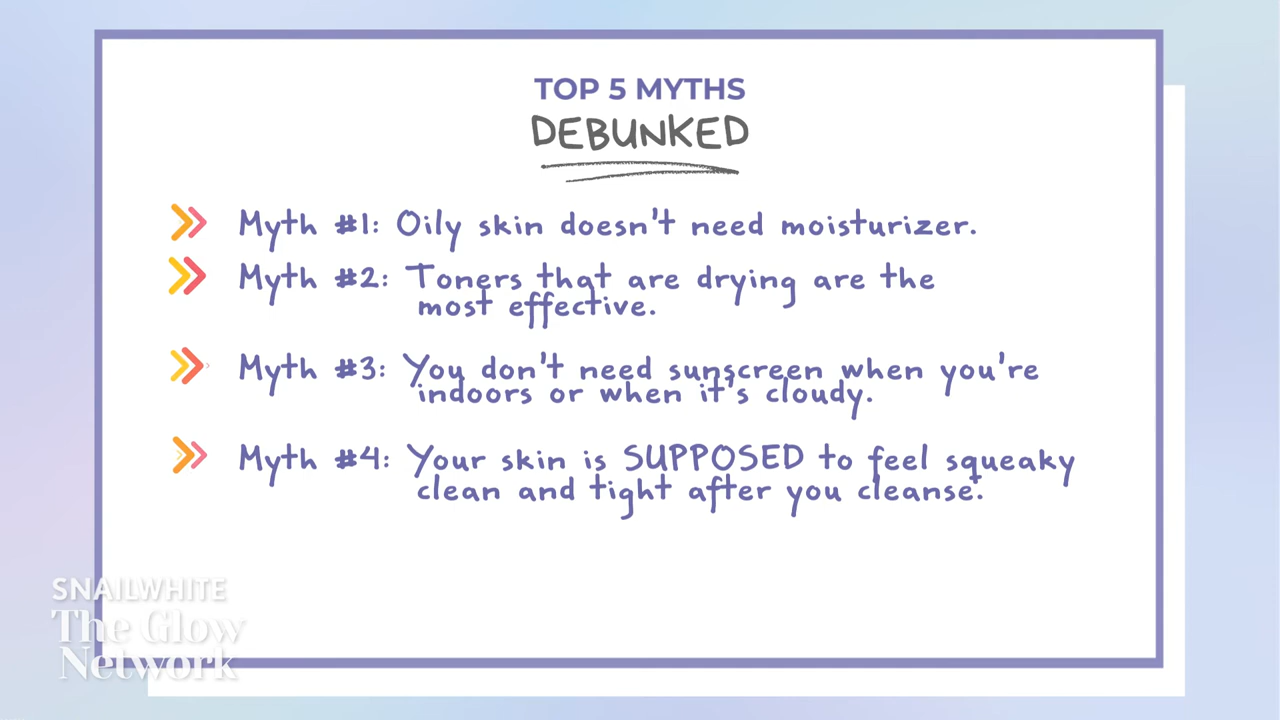 TOP 5 MYTHS
DEBUNKED
Myth #1: Oily skin doesn't need moisturizer.
Myth #2: Toners that are drying are the
most effective.
Myth #3: You don't need sunscreen when you're
indoors or when it's cloudy.
Myth #4: Your skin is SUPPOSED to feel squeaky
clean and tight after you cleanse.
SNAILWHITE
The Glow
Network